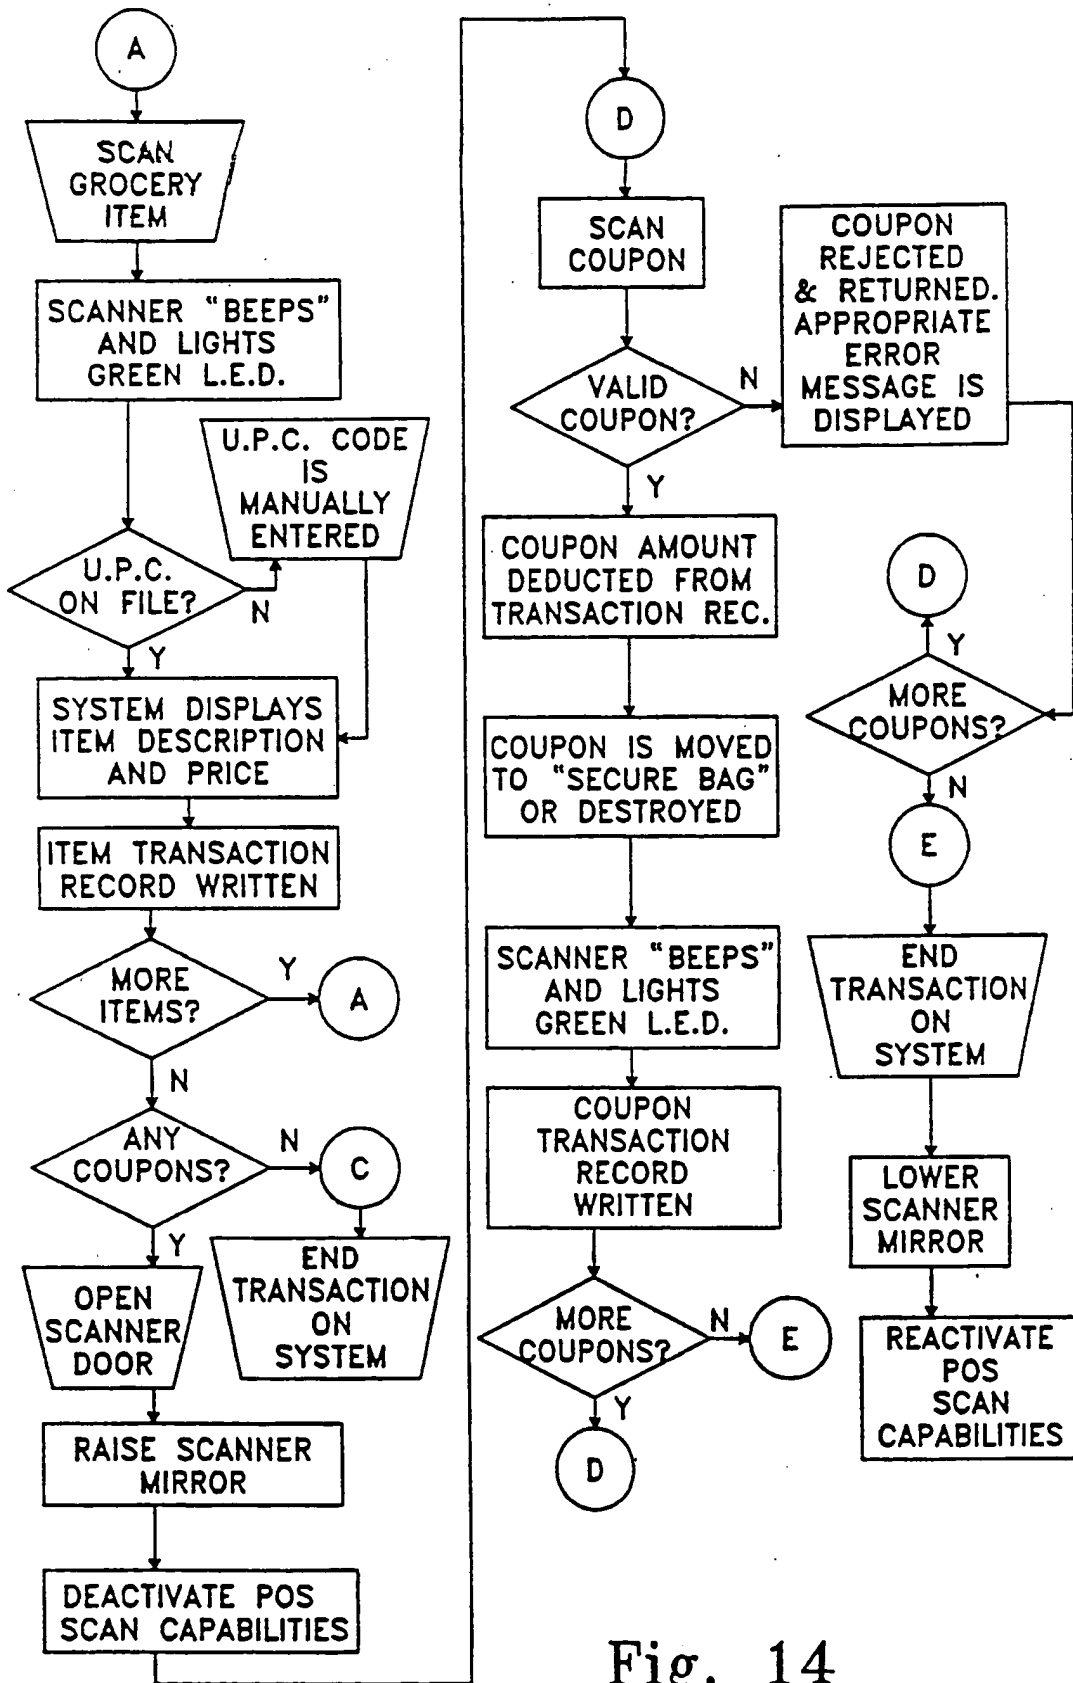 A
SCAN
GROCERY
ITEM
SCANNER "BEEPS"
AND LIGHTS
GREEN L.E.D.
U.P.C. CODE
IS
MANUALLY
ENTERED
U.P.C.
ON FILE?
N
Y
SYSTEM DISPLAYS
ITEM DESCRIPTION
AND PRICE
ITEM TRANSACTION
RECORD WRITTEN
MORE
ITEMS?
Y
A
N
ANY
COUPONS?
N
C
Y
END
TRANSACTION
ON
SYSTEM
OPEN
SCANNER
DOOR
RAISE SCANNER
MIRROR
DEACTIVATE POS
SCAN CAPABILITIES
D
SCAN
COUPON
VALID
COUPON?
N
COUPON
REJECTED
& RETURNED.
APPROPRIATE
ERROR
MESSAGE IS
DISPLAYED
Y
COUPON AMOUNT
DEDUCTED FROM
TRANSACTION REC.
COUPON IS MOVED
TO "SECURE BAG"
OR DESTROYED
SCANNER "BEEPS"
AND LIGHTS
GREEN L.E.D.
COUPON
TRANSACTION
RECORD
WRITTEN
MORE
COUPONS?
N
E
Y
D
D
Y
MORE
COUPONS?
N
E
END
TRANSACTION
ON
SYSTEM
LOWER
SCANNER
MIRROR
REACTIVATE
POS
SCAN
CAPABILITIES
Fig. 14